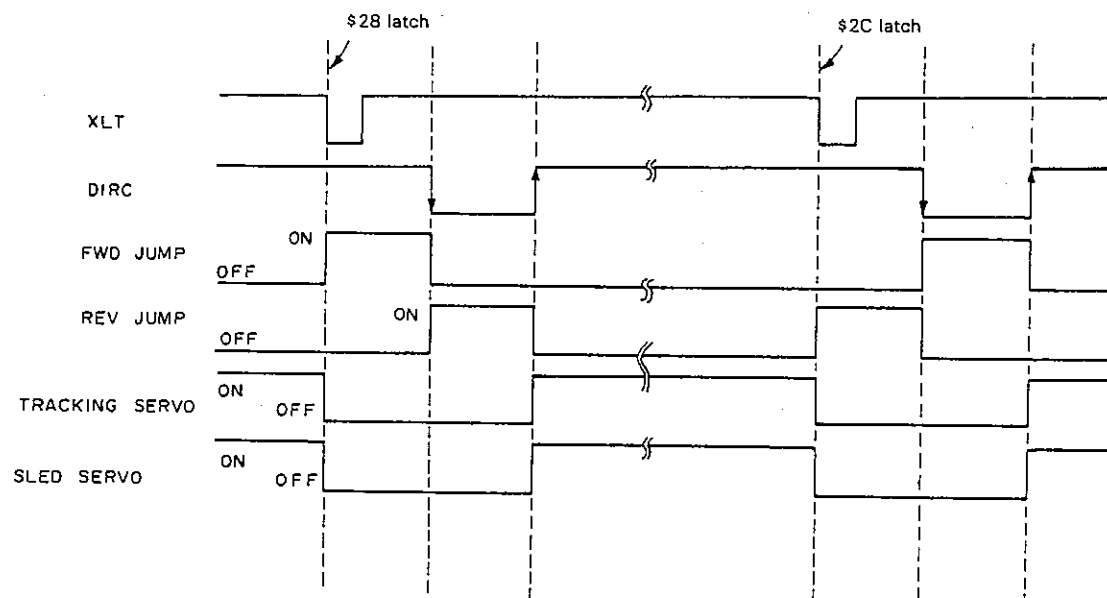 $28 latch
$2C latch
XLT
DIRC
ON
FWD JUMP
OFF
REV JUMP
ON
OFF
ON
TRACKING SERVO
OFF
ON
SLED SERVO
OFF